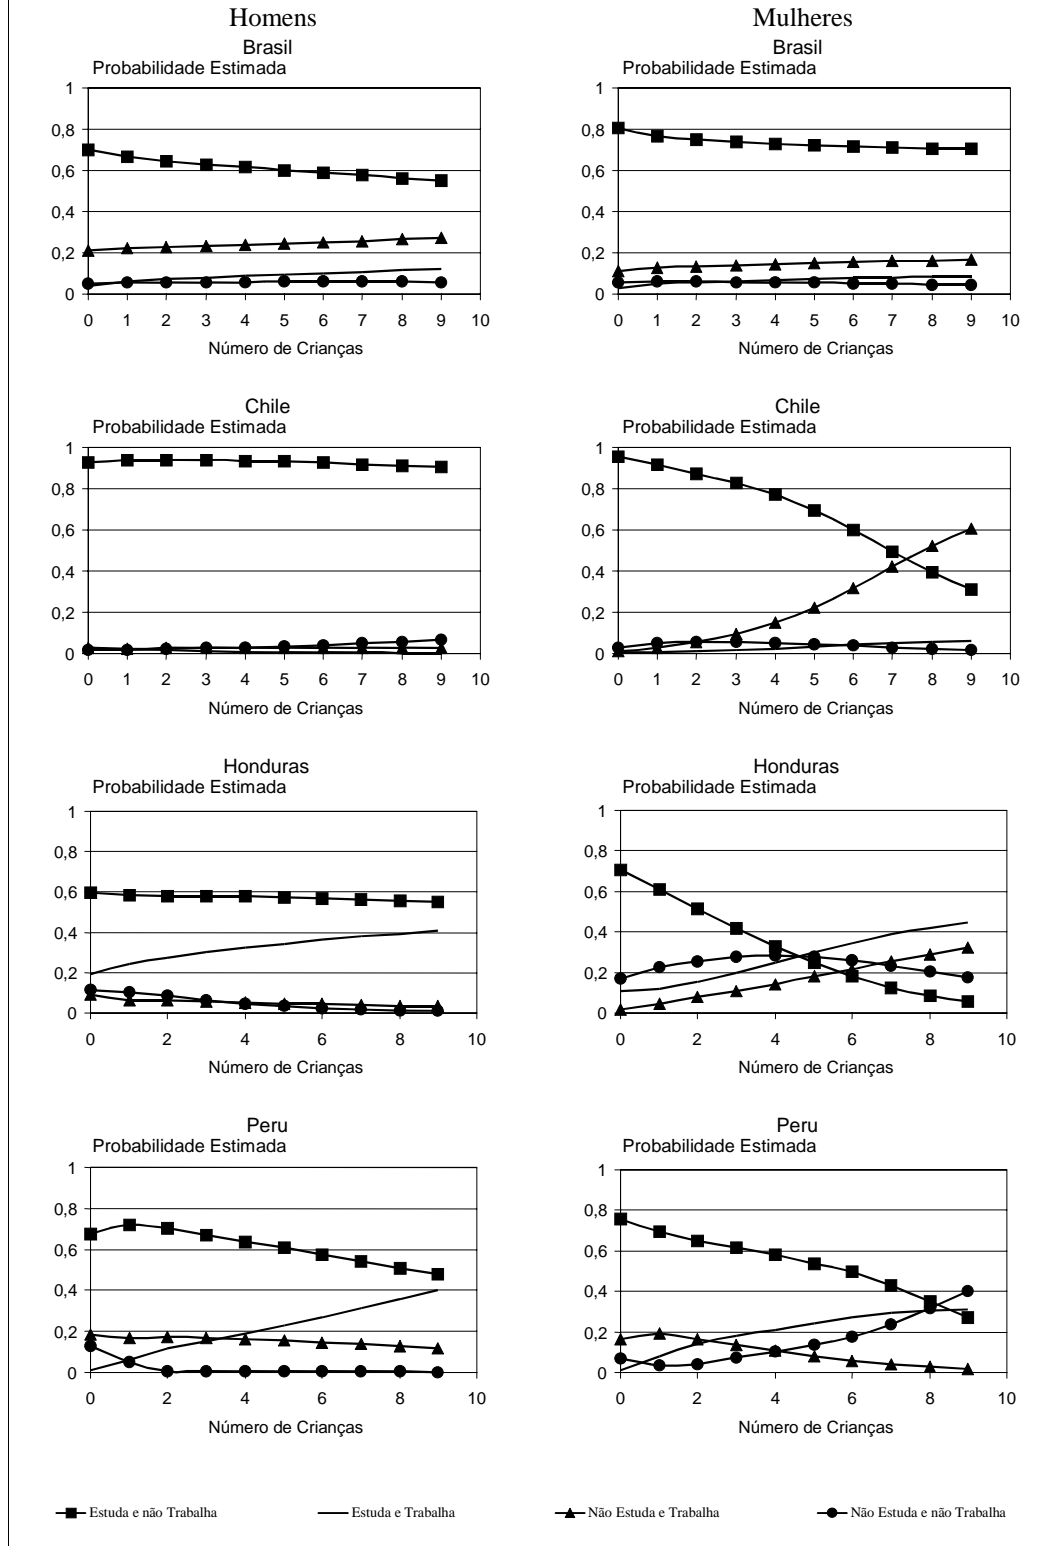 Homens
Mulheres
Brasil
Probabilidade Estimada
1
0,8
0,6
0,4
0,2
0
0 1 2 3 4 5 6 7 8 9 10
Número de Crianças
Brasil
Probabilidade Estimada
1
0,8
0,6
0,4
0,2
0
0 1 2 3 4 5 6 7 8 9 10
Número de Crianças
Chile
Probabilidade Estimada
1
0,8
0,6
0,4
0,2
0
0 1 2 3 4 5 6 7 8 9 10
Número de Crianças
Chile
Probabilidade Estimada
1
0,8
0,6
0,4
0,2
0
0 1 2 3 4 5 6 7 8 9 10
Número de Crianças
Honduras
Probabilidade Estimada
1
0,8
0,6
0,4
0,2
0
0 2 4 6 8 10
Número de Crianças
Honduras
Probabilidade Estimada
1
0,8
0,6
0,4
0,2
0
0 2 4 6 8 10
Número de Crianças
Peru
Probabilidade Estimada
1
0,8
0,6
0,4
0,2
0
0 2 4 6 8 10
Número de Crianças
Peru
Probabilidade Estimada
1
0,8
0,6
0,4
0,2
0
0 2 4 6 8 10
Número de Crianças
Estuda e não Trabalha Estuda e Trabalha Não Estuda e Trabalha Não Estuda e não Trabalha